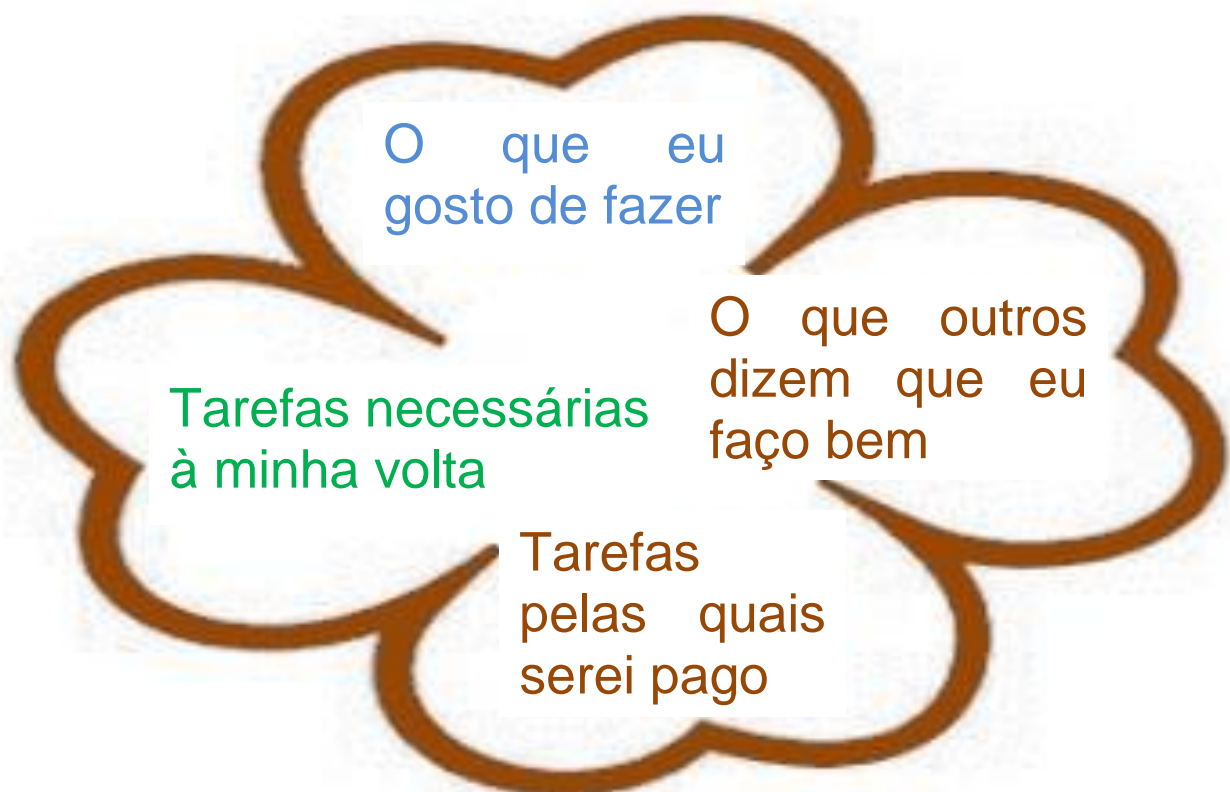 O que eu
gosto de fazer
O que outros
dizem que eu
faço bem
Tarefas necessárias
à minha volta
Tarefas
pelas quais
serei pago